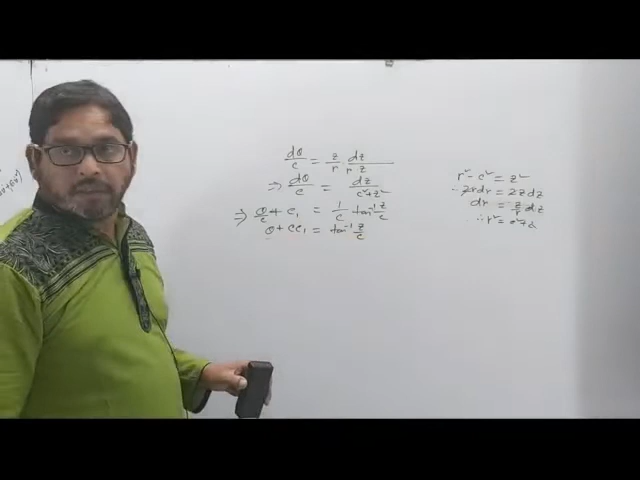 dθ/c = z/r dz/r z
⇒ dθ/c = dz/c²+z²
⇒ θ/c + c₁ = 1/c tan⁻¹ z/c
θ + cc₁ = tan⁻¹ z/c
r² - c² = z²
∴ 2rdr = 2zdz
dr = z/r dz
∴ r² = c²+z